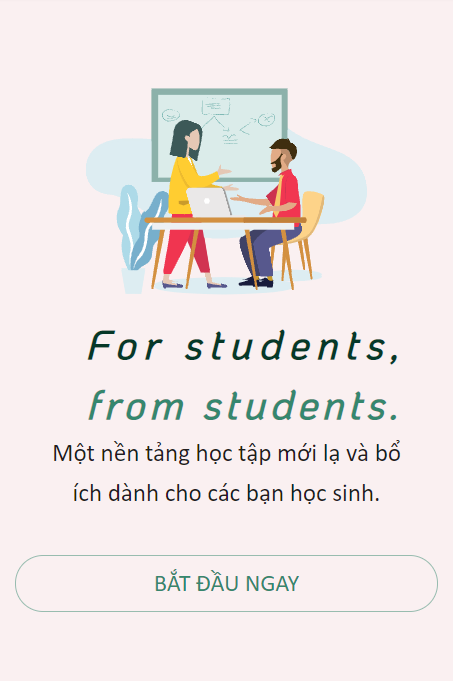 For students,
from students.
Một nền tảng học tập mới lạ và bổ
ích dành cho các bạn học sinh.
BẮT ĐẦU NGAY